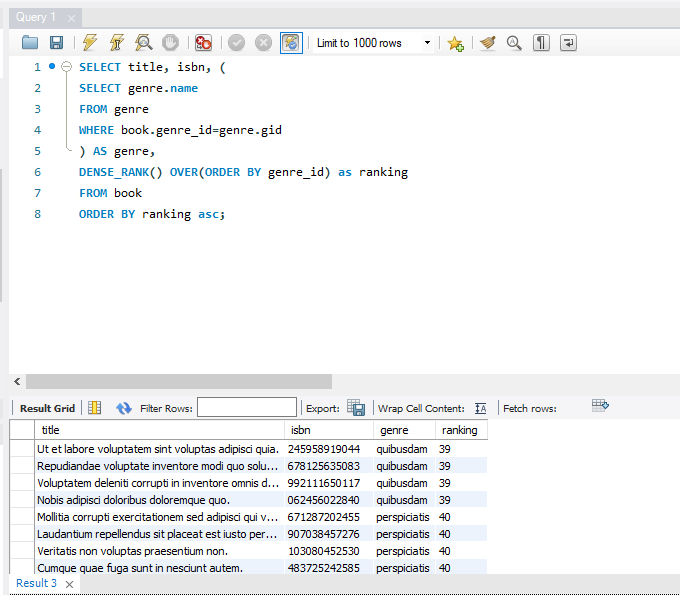 Query 1
Limit to 1000 rows
1 SELECT title, isbn, (
2 SELECT genre.name
3 FROM genre
4 WHERE book.genre_id=genre.gid
5 ) AS genre,
6 DENSE_RANK() OVER(ORDER BY genre_id) as ranking
7 FROM book
8 ORDER BY ranking asc;
Result Grid Filter Rows: Export: Wrap Cell Content: IA Fetch rows:
title isbn genre ranking
Ut et labore voluptatem sint voluptas adipisci quia. 245958919044 quibusdam 39
Repudiandae voluptate inventore modi quo solu... 678125635083 quibusdam 39
Voluptatem deleniti corrupti in inventore omnis d... 992111650117 quibusdam 39
Nobis adipisci doloribus doloremque quo. 062456022840 quibusdam 39
Mollitia corrupti exercitationem sed adipisci qui v... 671287202455 perspiciatis 40
Laudantium repellendus sit placeat est iusto per... 907038457276 perspiciatis 40
Veritatis non voluptas praesentium non. 103080452530 perspiciatis 40
Cumque quae fuga sunt in nesciunt autem. 483725242585 perspiciatis 40
Result 3